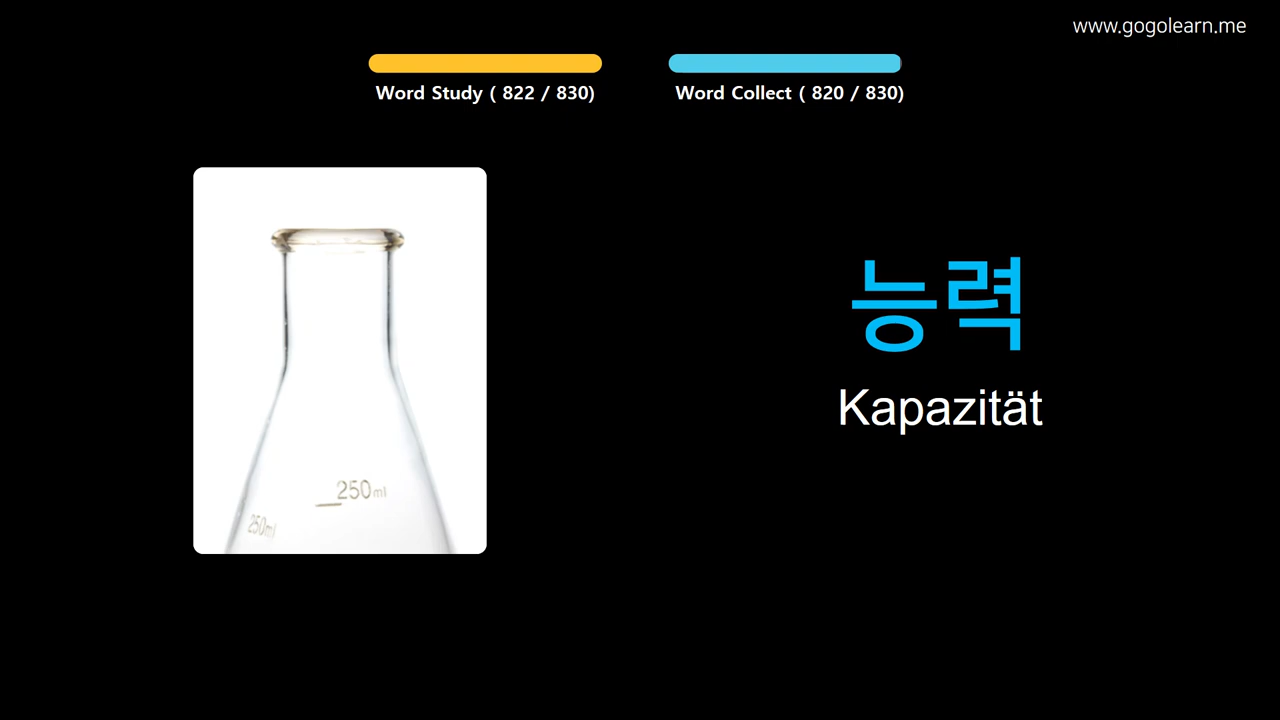 www.gogolearn.me
Word Study ( 822 / 830)
Word Collect ( 820 / 830)
능력
Kapazität
250ml
250ml